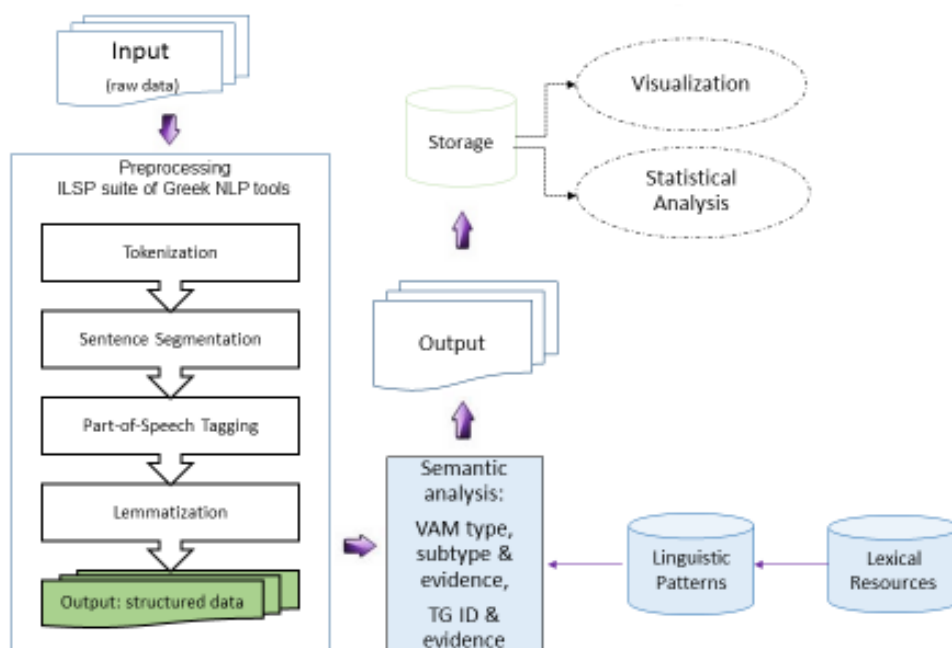 Input
(raw data)
Preprocessing
ILSP suite of Greek NLP tools
Tokenization
Sentence Segmentation
Part-of-Speech Tagging
Lemmatization
Output: structured data
Semantic
analysis:
VAM type,
subtype &
evidence,
TG ID &
evidence
Linguistic
Patterns
Lexical
Resources
Output
Storage
Visualization
Statistical
Analysis